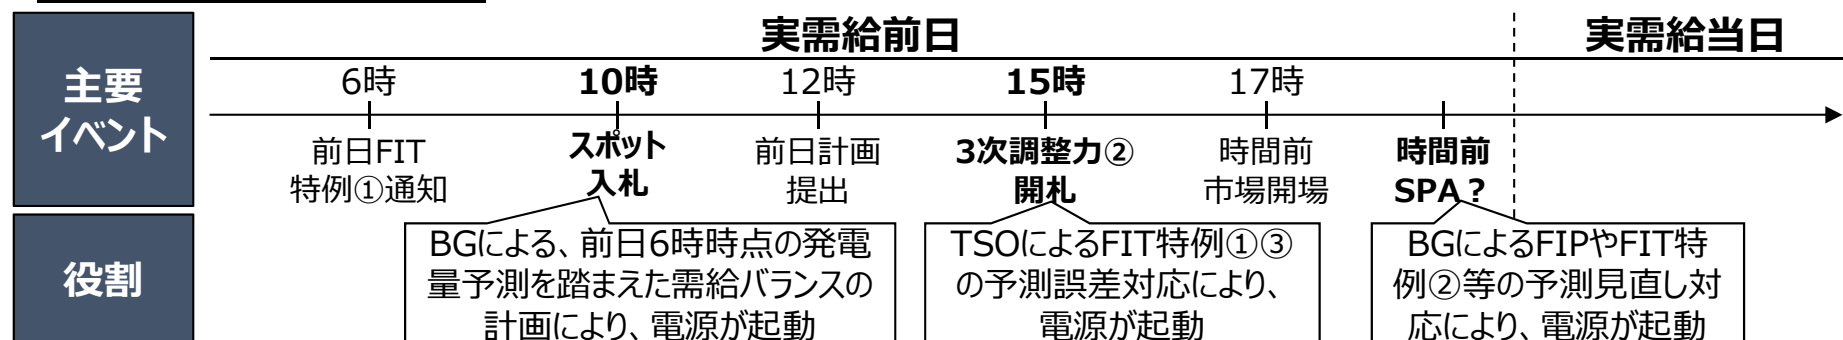 実需給前日
実需給当日
主要
イベント
6時
10時
12時
15時
17時
前日FIT
特例①通知
スポット
入札
前日計画
提出
3次調整力②
開札
時間前
市場開場
時間前
SPA？
役割
BGによる、前日6時時点の発電
量予測を踏まえた需給バランスの
計画により、電源が起動
TSOによるFIT特例①③
の予測誤差対応により、
電源が起動
BGによるFIPやFIT特
例②等の予測見直し対
応により、電源が起動